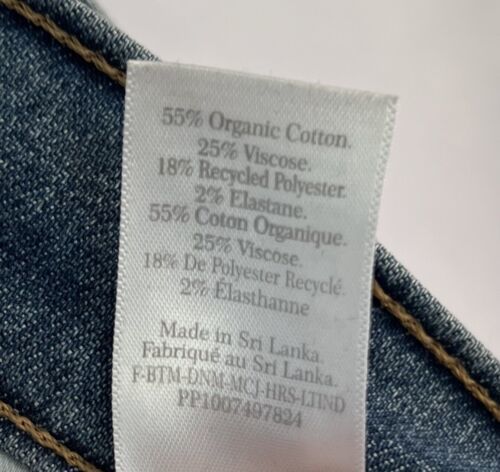 55% Organic Cotton.
25% Viscose.
18% Recycled Polyester.
2% Elastane.
55% Coton Organique.
25% Viscose.
18% De Polyester Recyclé.
2% Élasthanne
Made in Sri Lanka.
Fabriqué au Sri Lanka.
F-BTM-DNM-MCJ-HRS-LTIND
PP1007497824